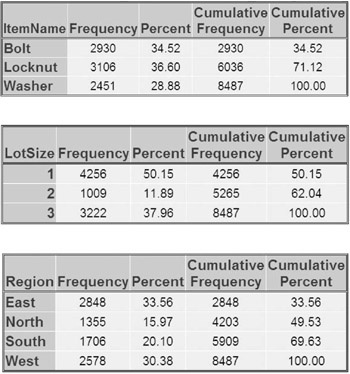 Cumulative Cumulative
ItemName Frequency Percent Frequency Percent
Bolt 2930 34.52 2930 34.52
Locknut 3106 36.60 6036 71.12
Washer 2451 28.88 8487 100.00
Cumulative Cumulative
LotSize Frequency Percent Frequency Percent
1 4256 50.15 4256 50.15
2 1009 11.89 5265 62.04
3 3222 37.96 8487 100.00
Cumulative Cumulative
Region Frequency Percent Frequency Percent
East 2848 33.56 2848 33.56
North 1355 15.97 4203 49.53
South 1706 20.10 5909 69.63
West 2578 30.38 8487 100.00